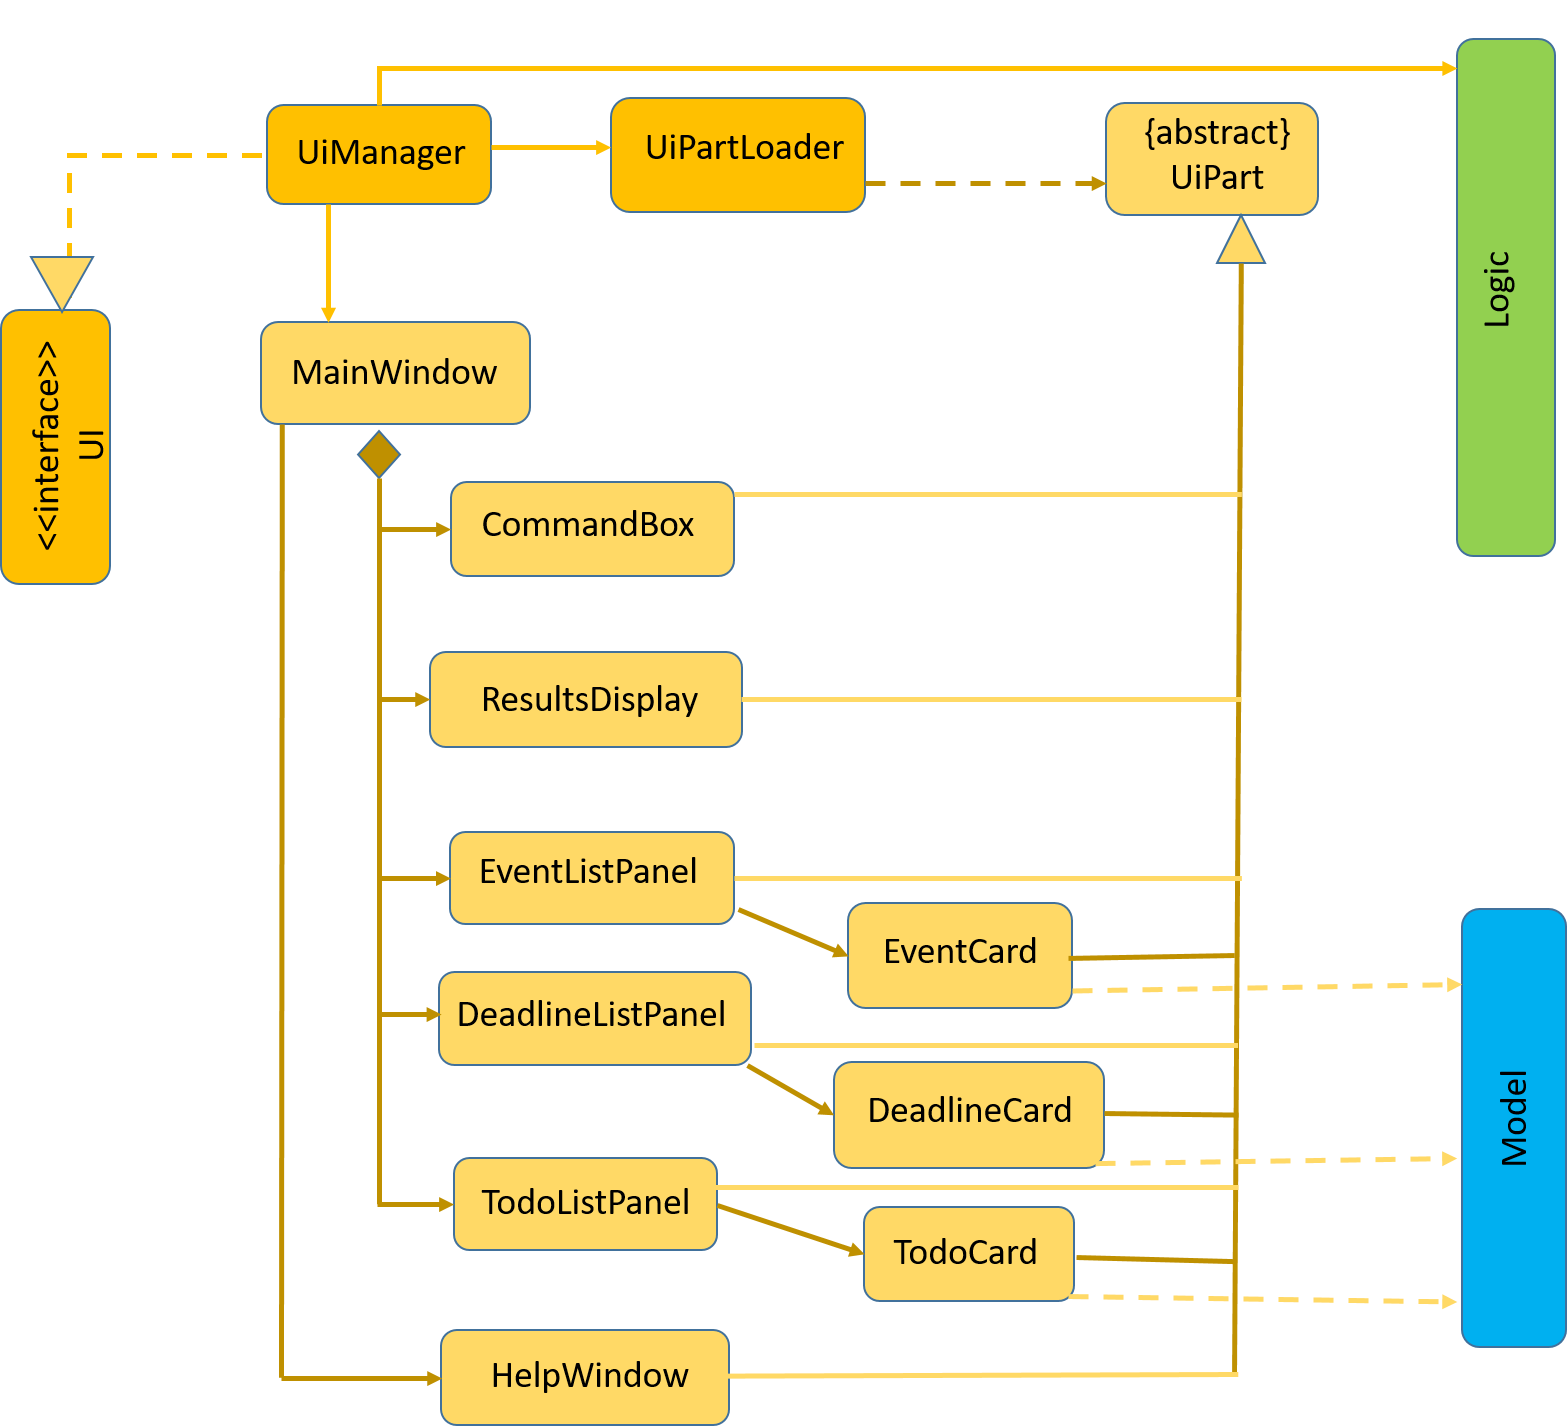 UiManager
UiPartLoader
{abstract}
UiPart
Logic
<<interface>>
UI
MainWindow
CommandBox
ResultsDisplay
EventListPanel
EventCard
DeadlineListPanel
DeadlineCard
Model
TodoListPanel
TodoCard
HelpWindow